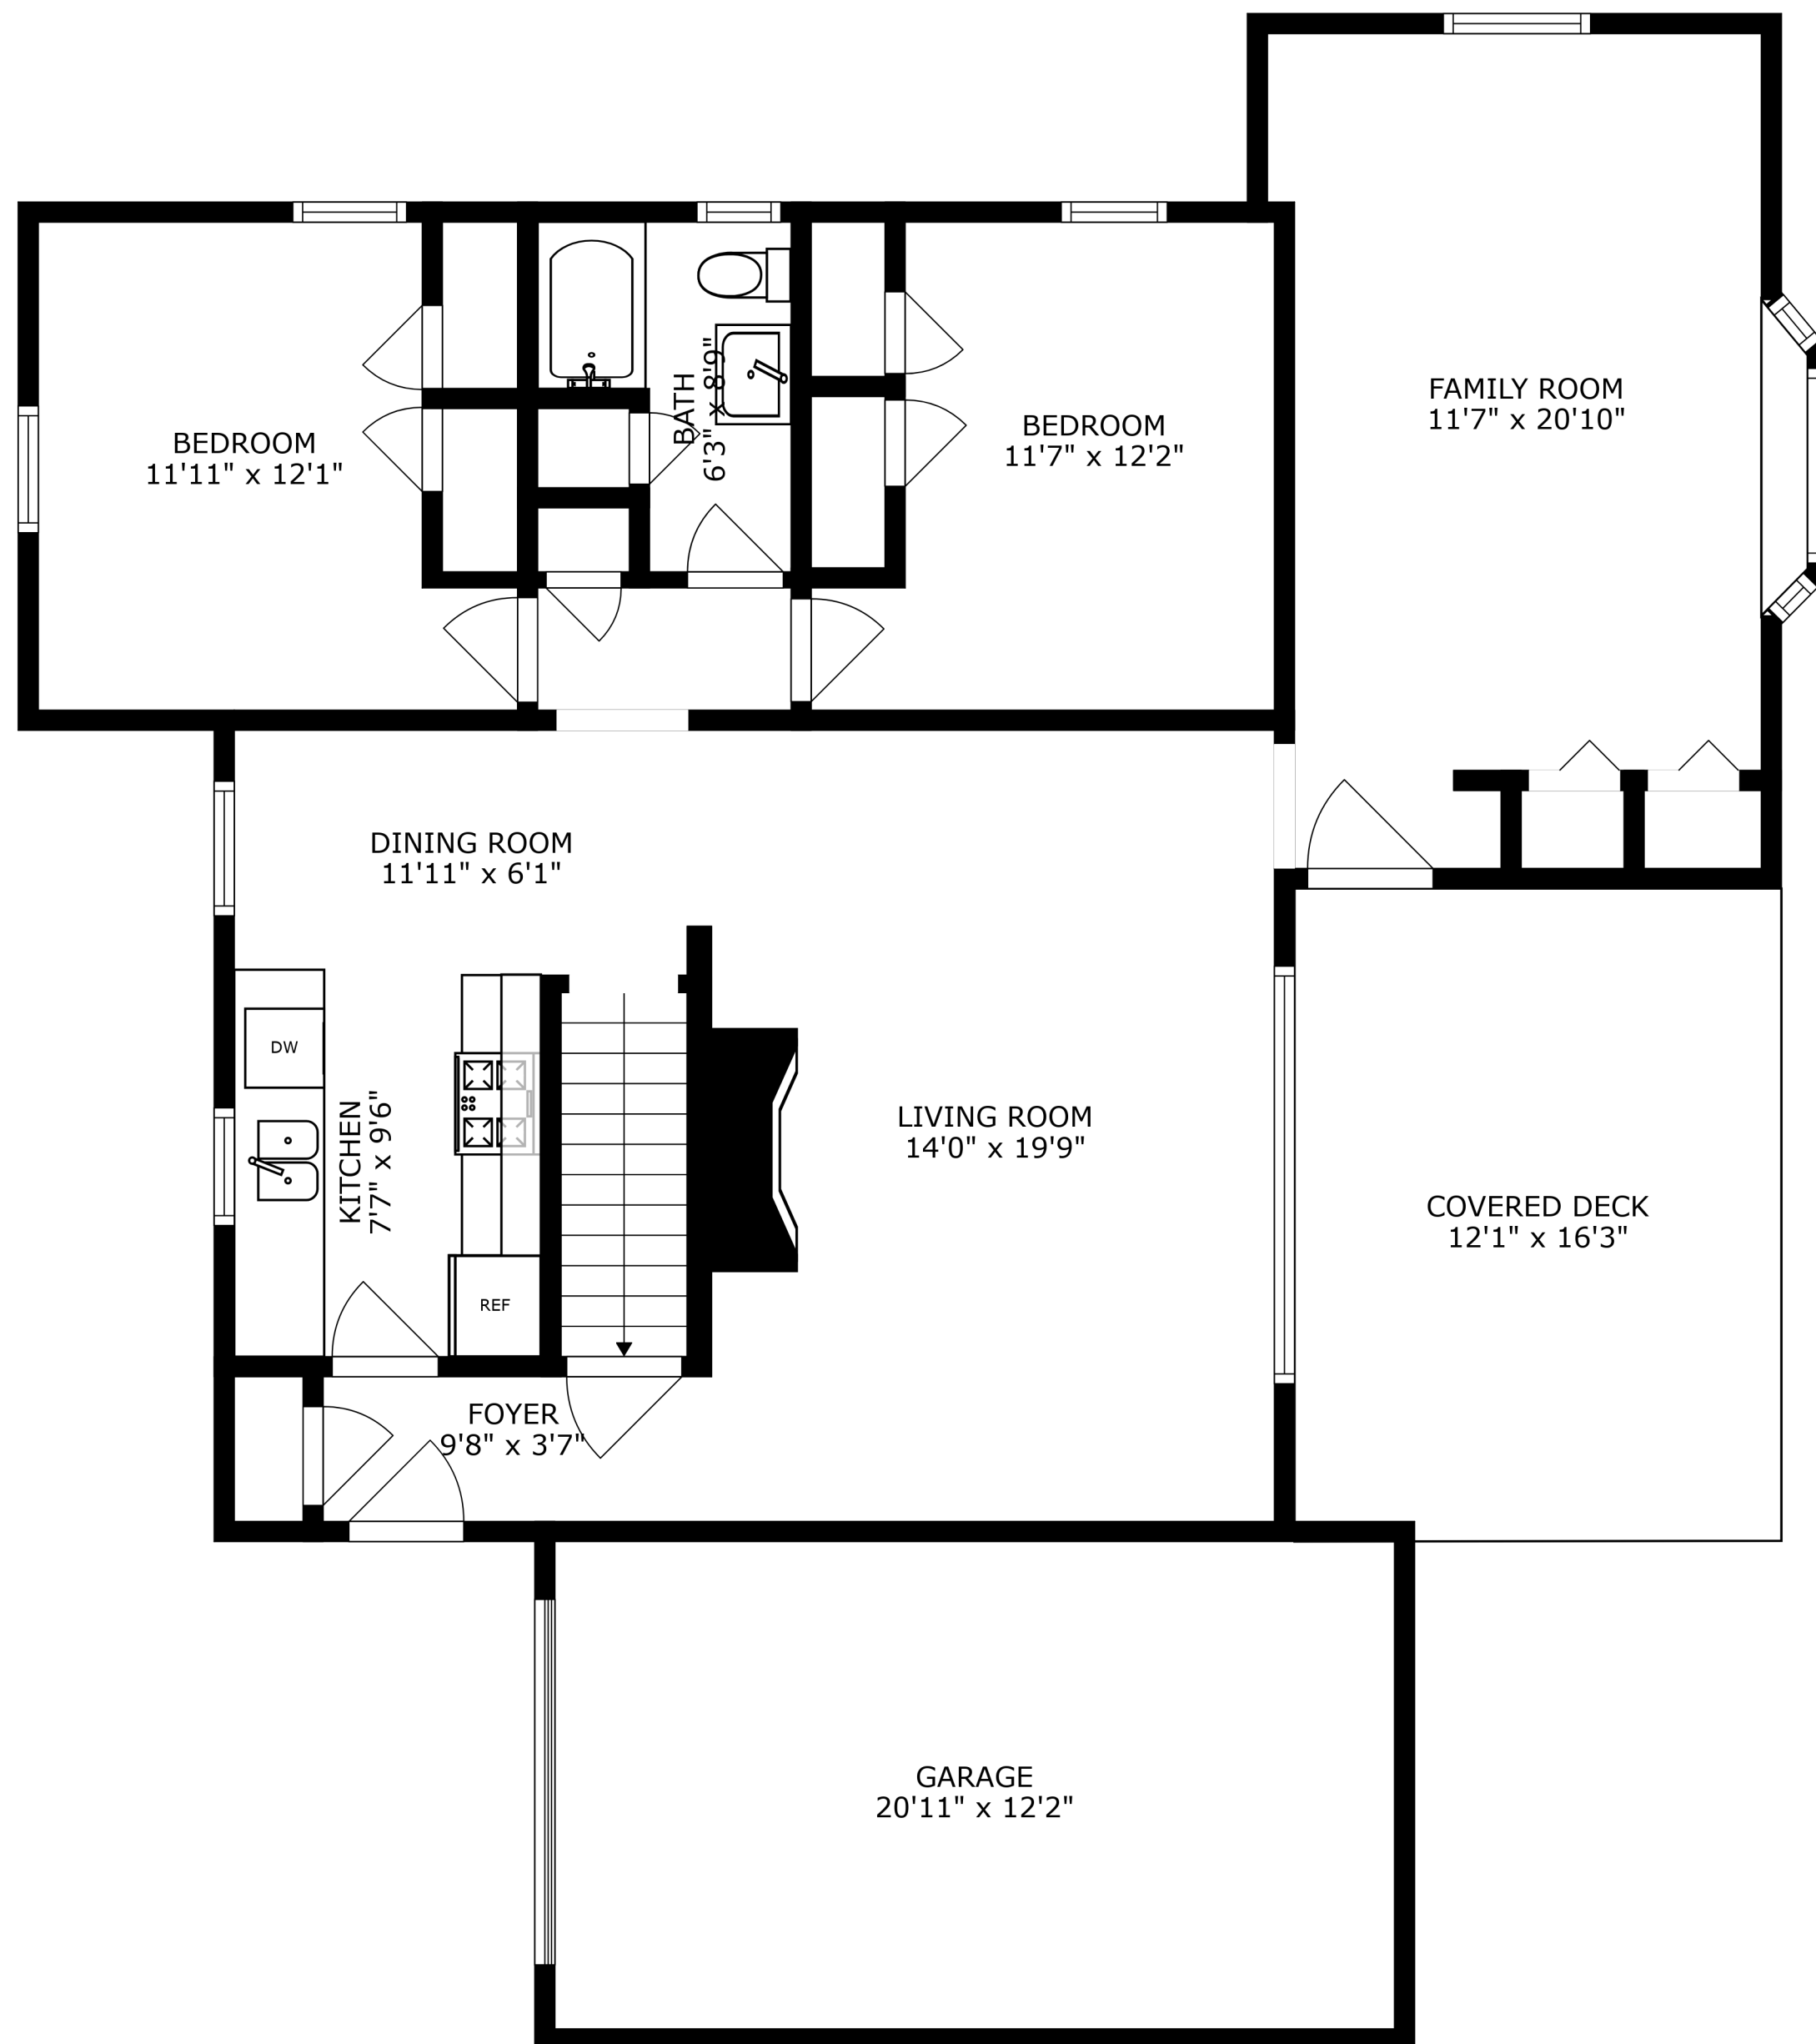 FAMILY ROOM
11'7" x 20'10"
BEDROOM
11'11" x 12'1"
BATH
6'3" x 8'9"
BEDROOM
11'7" x 12'2"
DINING ROOM
11'11" x 6'1"
DW
KITCHEN
7'7" x 9'6"
REF
LIVING ROOM
14'0" x 19'9"
COVERED DECK
12'1" x 16'3"
FOYER
9'8" x 3'7"
GARAGE
20'11" x 12'2"